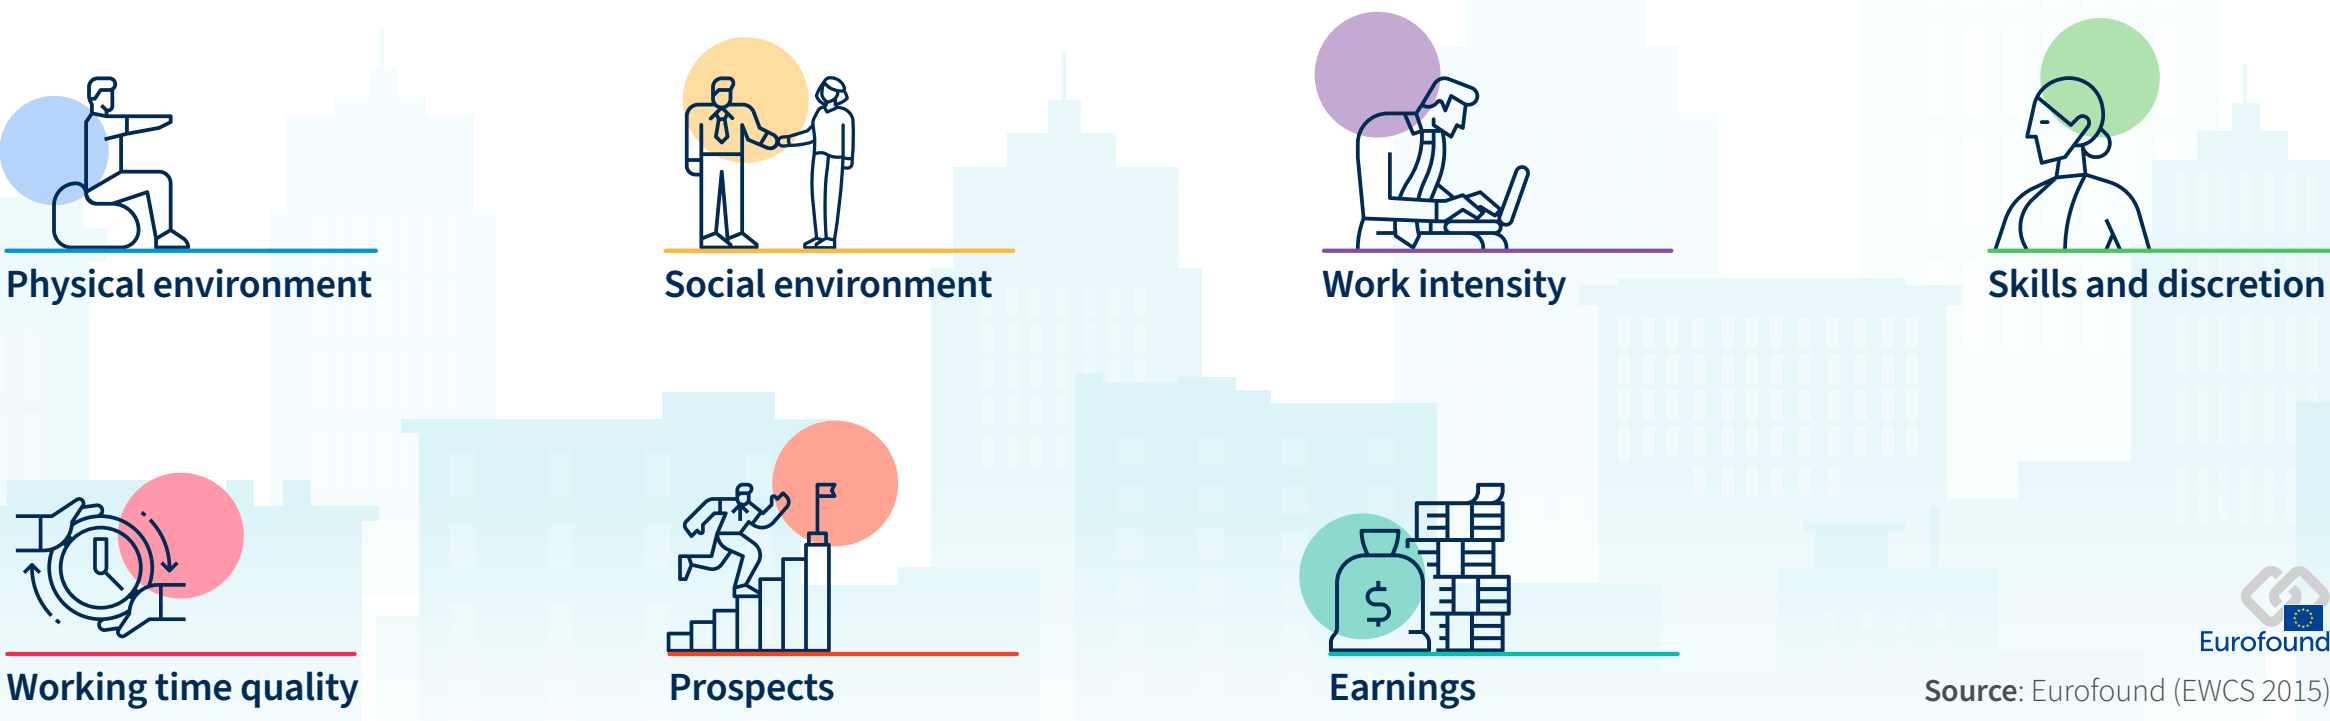 Physical environment
Social environment
Work intensity
Skills and discretion
$
Working time quality
Prospects
Earnings
Eurofound
Source: Eurofound (EWCS 2015)